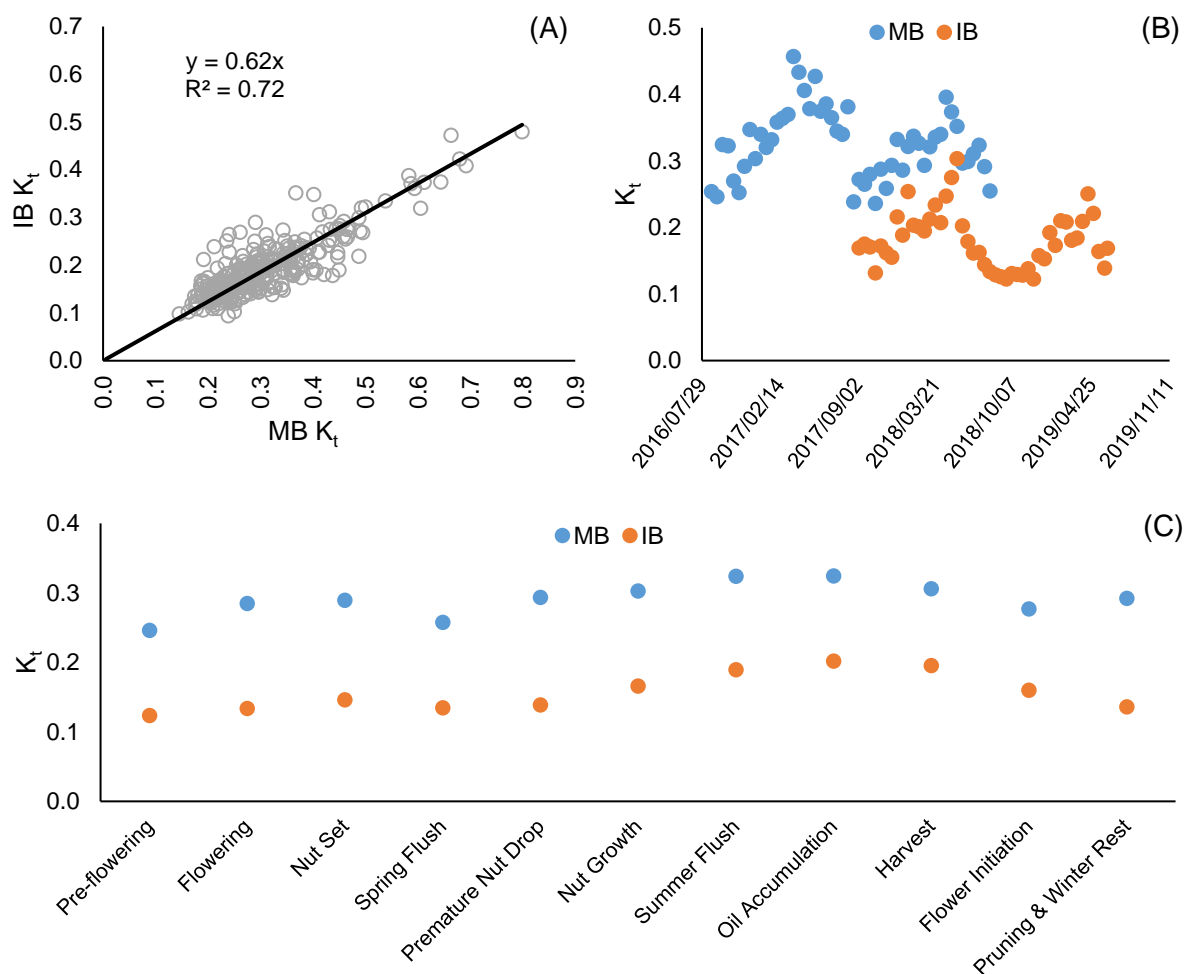 (A)
y = 0.62x
R² = 0.72
IB Kt
0.7
0.6
0.5
0.4
0.3
0.2
0.1
0.0
0.0 0.1 0.2 0.3 0.4 0.5 0.6 0.7 0.8 0.9
MB Kt
(B)
MB IB
Kt
0.5
0.4
0.3
0.2
0.1
0.0
2016/07/29 2017/02/14 2017/09/02 2018/03/21 2018/10/07 2019/04/25 2019/11/11
(C)
MB IB
Kt
0.4
0.3
0.2
0.1
0.0
Pre-flowering
Flowering
Nut Set
Spring Flush
Premature Nut Drop
Nut Growth
Summer Flush
Oil Accumulation
Harvest
Flower Initiation
Pruning & Winter Rest